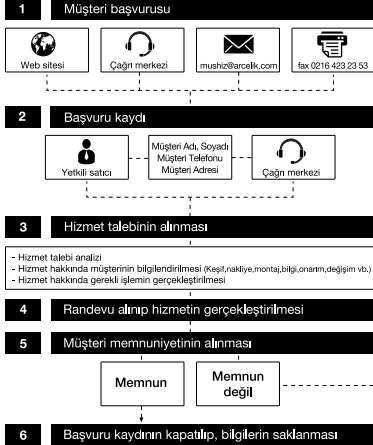 1 Müşteri başvurusu
Web sitesi
Çağrı merkezi
mushiz@arcelik.com
fax 0216 423 23 53
2 Başvuru kaydı
Yetkili satıcı
Müşteri Adı, Soyadı
Müşteri Telefonu
Müşteri Adresi
Çağrı merkezi
3 Hizmet talebinin alınması
- Hizmet talebi analizi
- Hizmet hakkında müşterinin bilgilendirilmesi (Keşif,nakliye,montaj,bilgi,onarım,değişim vb.)
- Hizmet hakkında gerekli işlemin gerçekleştirilmesi
4 Randevu alınıp hizmetin gerçekleştirilmesi
5 Müşteri memnuniyetinin alınması
Memnun
Memnun
değil
6 Başvuru kaydının kapatılıp, bilgilerin saklanması